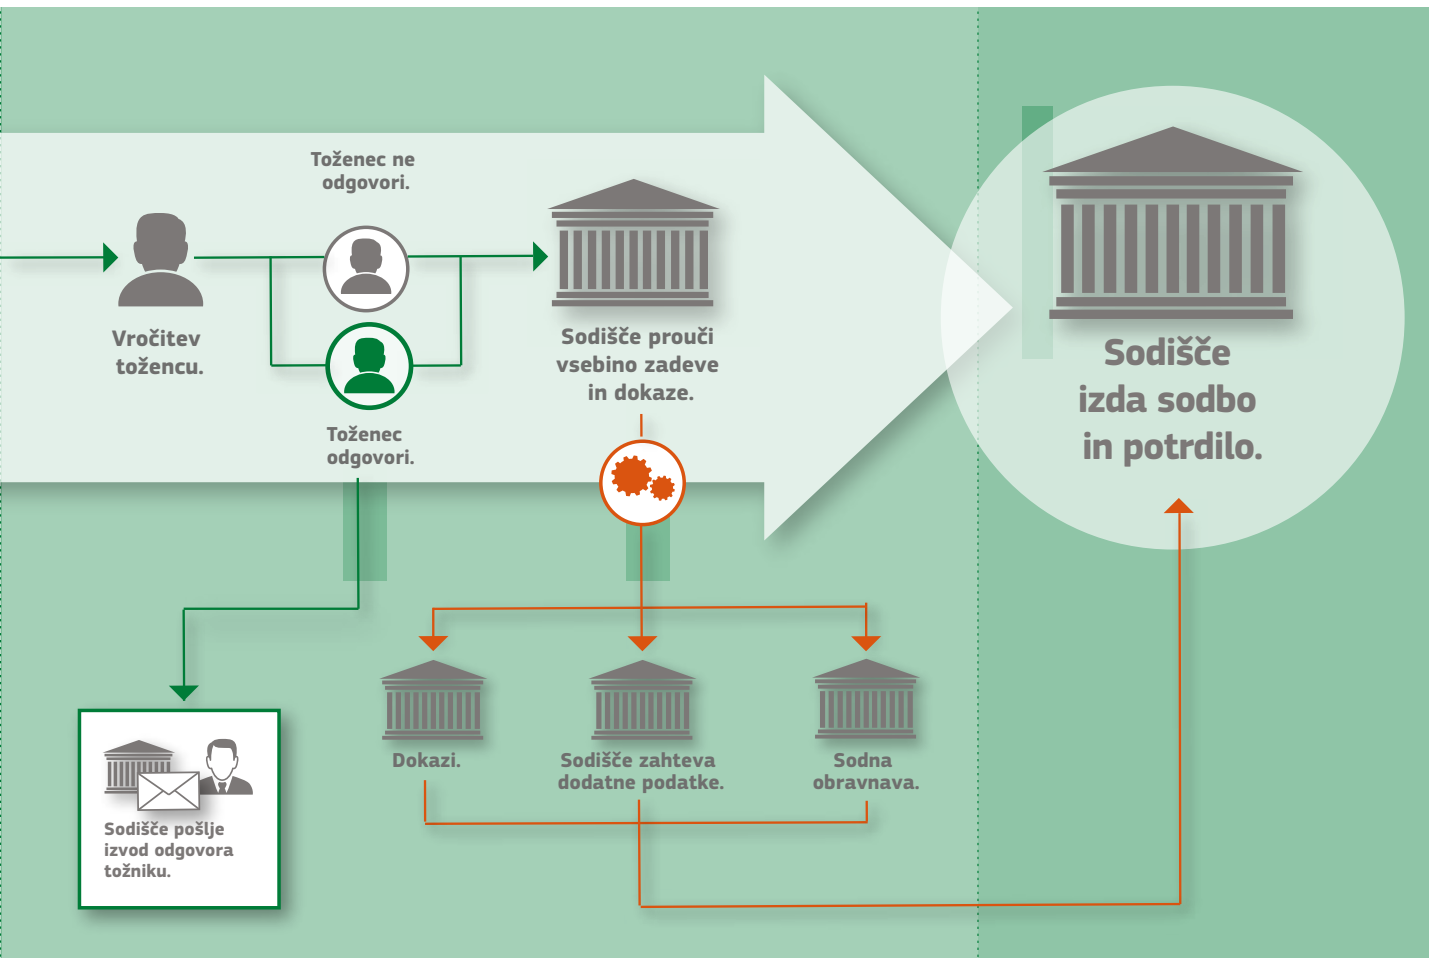 Toženec ne
odgovori.
Vročitev
tožencu.
Toženec
odgovori.
Sodišče prouči
vsebino zadeve
in dokaze.
Sodišče
izda sodbo
in potrdilo.
Sodišče pošlje
izvod odgovora
tožniku.
Dokazi.
Sodišče zahteva
dodatne podatke.
Sodna
obravnava.